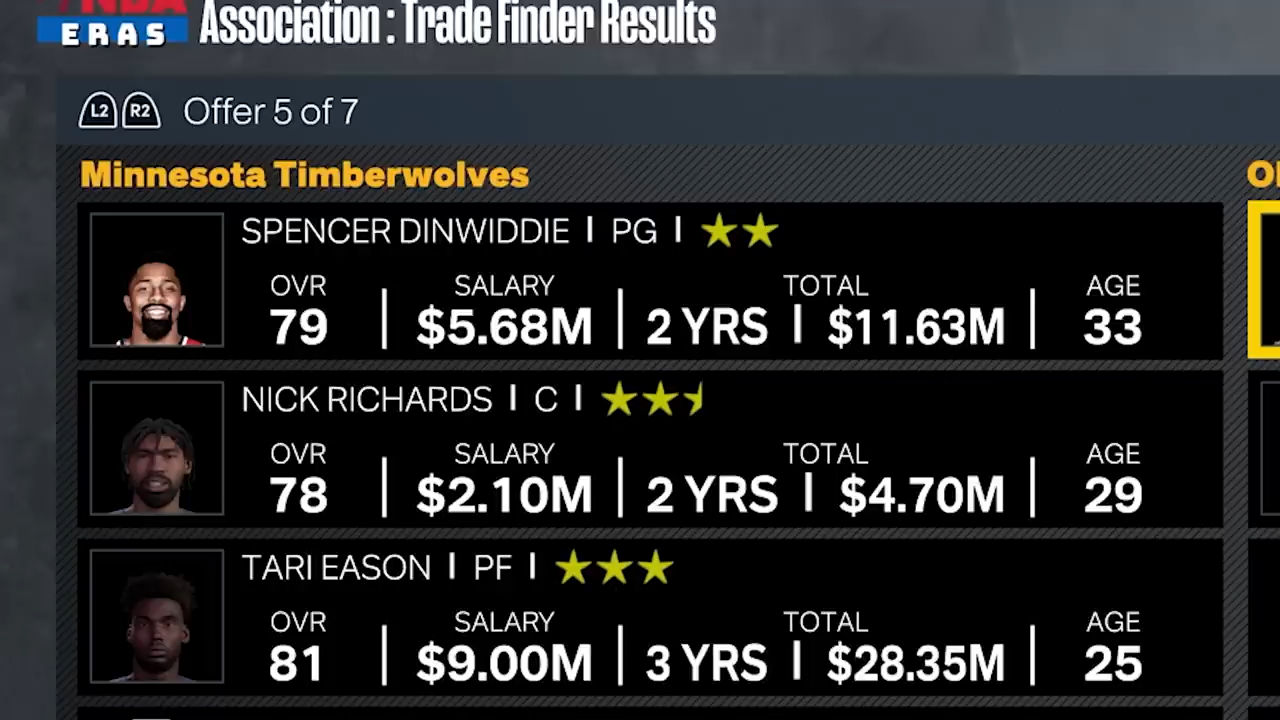 NBA
ERAS
Association : Trade Finder Results
L2 R2 Offer 5 of 7
Minnesota Timberwolves
SPENCER DINWIDDIE | PG |
OVR SALARY TOTAL AGE
79 | $5.68M | 2 YRS | $11.63M | 33
NICK RICHARDS | C |
OVR SALARY TOTAL AGE
78 | $2.10M | 2 YRS | $4.70M | 29
TARI EASON | PF |
OVR SALARY TOTAL AGE
81 | $9.00M | 3 YRS | $28.35M | 25